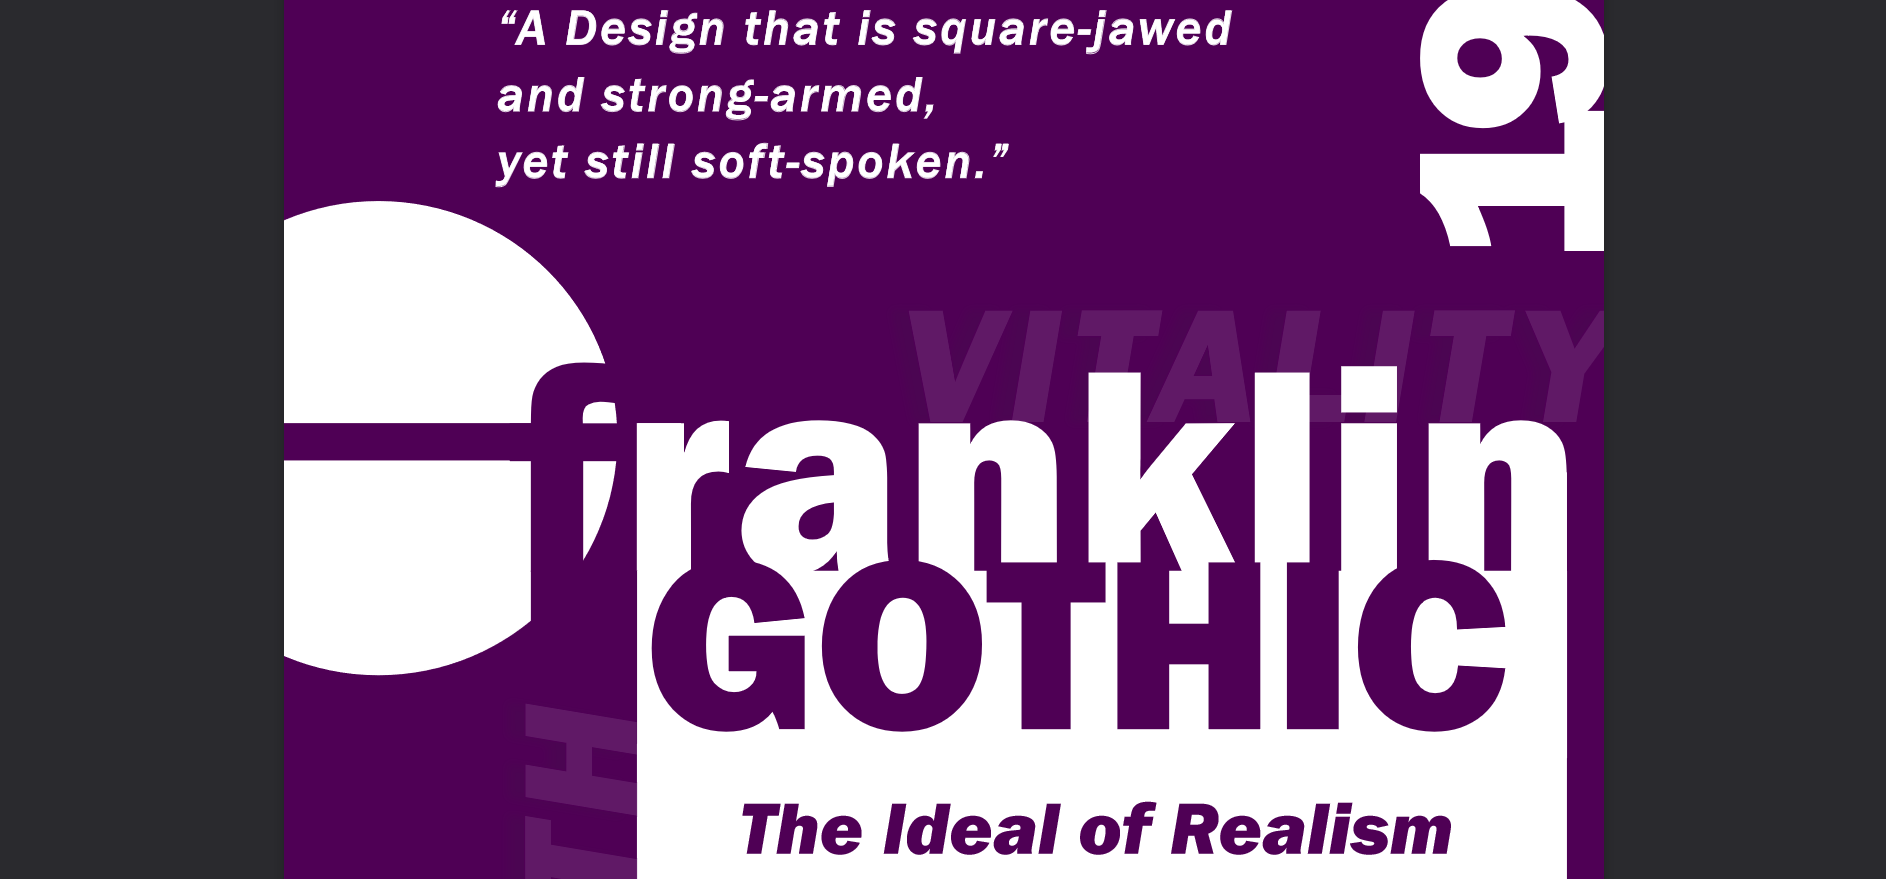 “A Design that is square-jawed
and strong-armed,
yet still soft-spoken.”
19
VITALITY
franklin
GOTHIC
TH
The Ideal of Realism